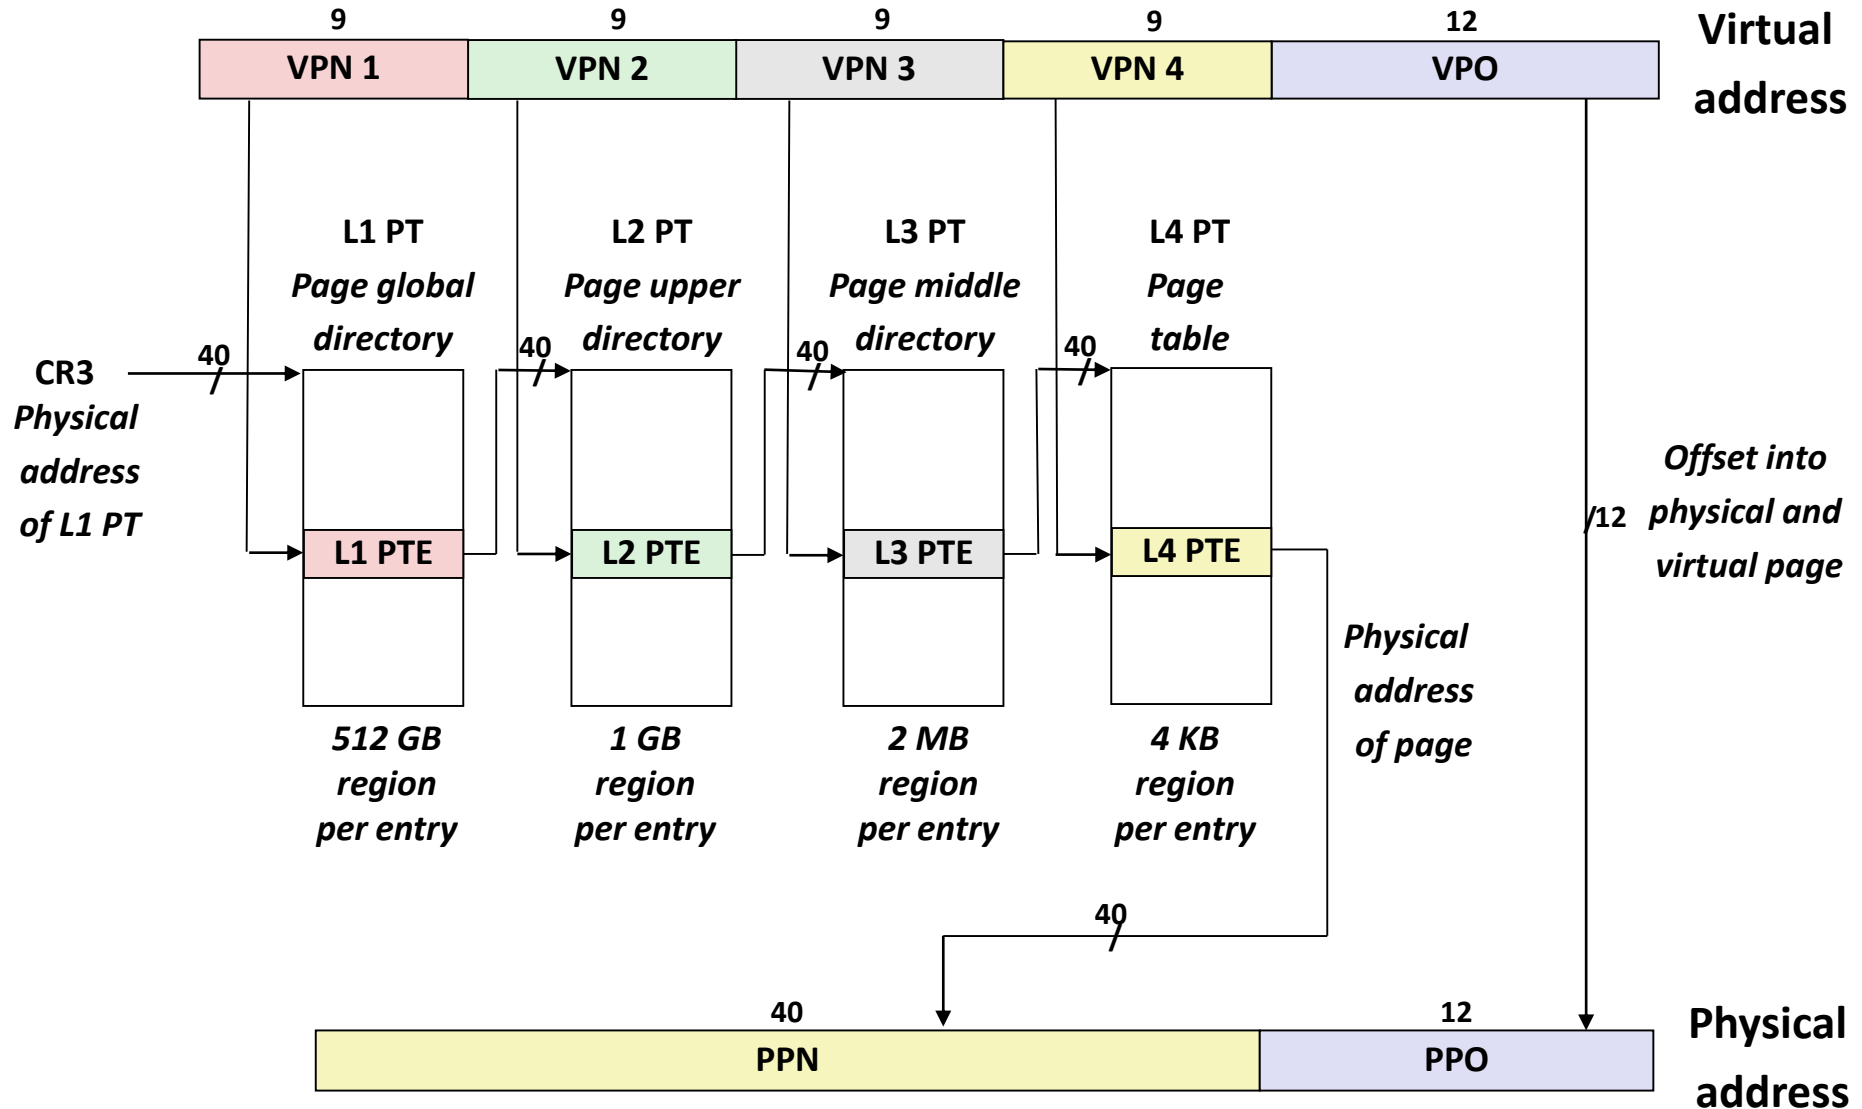 9
9
9
9
12
VPN 1
VPN 2
VPN 3
VPN 4
VPO
Virtual
address
L1 PT
Page global
directory
L2 PT
Page upper
directory
L3 PT
Page middle
directory
L4 PT
Page
table
40
40
40
40
CR3
Physical
address
of L1 PT
L1 PTE
L2 PTE
L3 PTE
L4 PTE
/12
Offset into
physical and
virtual page
512 GB
region
per entry
1 GB
region
per entry
2 MB
region
per entry
4 KB
region
per entry
Physical
address
of page
40
40
12
PPN
PPO
Physical
address